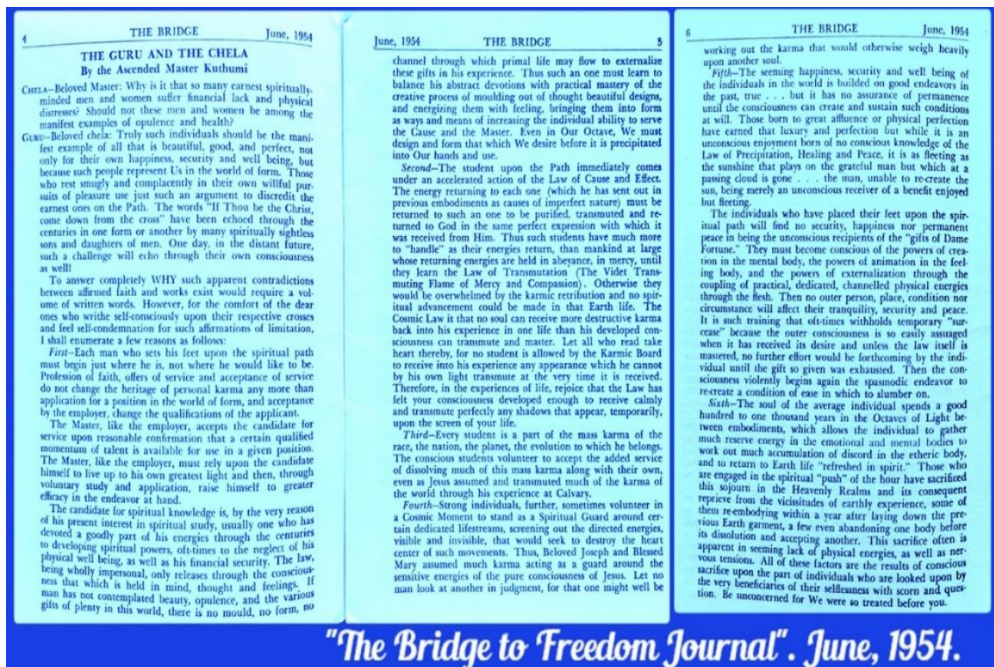 4 THE BRIDGE June, 1954
THE GURU AND THE CHELA
By the Ascended Master Kuthumi
CHELA—Beloved Master: Why is it that so many earnest spiritually-
minded men and women suffer financial lack and physical
distresses? Should not these men and women be among the
manifest examples of opulence and health?
GURU—Beloved chela: Truly such individuals should be the mani-
fest example of all that is beautiful, good, and perfect, not
only for their own happiness, security and well being, but
because such people represent Us in the world of form. Those
who rest smugly and complacently in their own willful pur-
suits of pleasure use just such an argument to discredit the
earnest ones on the Path. The words "If Thou be the Christ,
come down from the cross" have been echoed through the
centuries in one form or another by many spiritually sightless
sons and daughters of men. One day, in the distant future,
such a challenge will echo through their own consciousness
as well!
To answer completely WHY such apparent contradictions
between affirmed faith and works exist would require a vol-
ume of written words. However, for the comfort of the dear
ones who writhe self-consciously upon their respective crosses
and feel self-condemnation for such affirmations of limitation,
I shall enumerate a few reasons as follows:
First—Each man who sets his feet upon the spiritual path
must begin just where he is, not where he would like to be.
Profession of faith, offers of service and acceptance of service
do not change the heritage of personal karma any more than
application for a position in the world of form, and acceptance
by the employer, change the qualifications of the applicant.
The Master, like the employer, accepts the candidate for
service upon reasonable confirmation that a certain qualified
momentum of talent is available for use in a given position.
The Master, like the employer, must rely upon the candidate
himself to live up to his own greatest light and then, through
voluntary study and application, raise himself to greater
efficacy in the endeavor at hand.
The candidate for spiritual knowledge is, by the very reason
of his present interest in spiritual study, usually one who has
devoted a goodly part of his energies through the centuries
to developing spiritual powers, oft-times to the neglect of his
physical well being, as well as his financial security. The law,
being wholly impersonal, only releases through the conscious-
ness that which is held in mind, thought and feelings. If
man has not contemplated beauty, opulence, and the various
gifts of plenty in this world, there is no mould, no form, no
June, 1954 THE BRIDGE 5
channel through which primal life may flow to externalize
these gifts in his experience. Thus such an one must learn to
balance his abstract devotions with practical mastery of the
creative process of moulding out of thought beautiful designs,
and energizing them with feeling, bringing them into form
as ways and means of increasing the individual ability to serve
the Cause and the Master. Even in Our Octave, We must
design and form that which We desire before it is precipitated
into Our hands and use.
Second—The student upon the Path immediately comes
under an accelerated action of the Law of Cause and Effect.
The energy returning to each one (which he has sent out in
previous embodiments as causes of imperfect nature) must be
returned to such an one to be purified, transmuted and re-
turned to God in the same perfect expression with which it
was received from Him. Thus such students have much more
to "handle" as their energies return, than mankind at large
whose returning energies are held in abeyance, in mercy, until
they learn the Law of Transmutation (The Videt Trans-
muting Flame of Mercy and Compassion). Otherwise they
would be overwhelmed by the karmic retribution and no spir-
itual advancement could be made in that Earth life. The
Cosmic Law is that no soul can receive more destructive karma
back into his experience in one life than his developed con-
sciousness can transmute and master. Let all who read take
heart thereby, for no student is allowed by the Karmic Board
to receive into his experience any appearance which he cannot
by his own light transmute at the very time it is received.
Therefore, in the experiences of life, rejoice that the Law has
felt your consciousness developed enough to receive calmly
and transmute perfectly any shadows that appear, temporarily,
upon the screen of your life.
Third—Every student is a part of the mass karma of the
race, the nation, the planet, the evolution to which he belongs.
The conscious students volunteer to accept the added service
of dissolving much of this mass karma along with their own,
even as Jesus assumed and transmuted much of the karma of
the world through his experience at Calvary.
Fourth—Strong individuals, further, sometimes volunteer in
a Cosmic Moment to stand as a Spiritual Guard around cer-
tain dedicated lifestreams, screening out the directed energies,
visible and invisible, that would seek to destroy the heart
center of such movements. Thus, Beloved Joseph and Blessed
Mary assumed much karma acting as a guard around the
sensitive energies of the pure consciousness of Jesus. Let no
man look at another in judgment, for that one might well be
6 THE BRIDGE June, 1954
working out the karma that would otherwise weigh heavily
upon another soul.
Fifth—The seeming happiness, security and well being of
the individuals in the world is builded on good endeavors in
the past, true . . . but it has no assurance of permanence
until the consciousness can create and sustain such conditions
at will. Those born to great affluence or physical perfection
have earned that luxury and perfection but while it is an
unconscious enjoyment born of no conscious knowledge of the
Law of Precipitation, Healing and Peace, it is as fleeting as
the sunshine that plays on the grateful man but which at a
passing cloud is gone . . . . the man, unable to re-create the
sun, being merely an unconscious receiver of a benefit enjoyed
but fleeting.
The individuals who have placed their feet upon the spir-
itual path will find no security, happiness nor permanent
peace in being the unconscious recipients of the "gifts of Dame
Fortune." They must become conscious of the powers of crea-
tion in the mental body, the powers of animation in the feel-
ing body, and the powers of externalization through the
coupling of practical, dedicated, channelled physical energies
through the flesh. Then no outer person, place, condition nor
circumstance will affect their tranquility, security and peace.
It is such training that oft-times withholds temporary "sur-
cease" because the outer consciousness is so easily assuaged
when it has received its desire and unless the law itself is
mastered, no further effort would be forthcoming by the indi-
vidual until the gift so given was exhausted. Then the con-
sciousness violently begins again the spasmodic endeavor to
re-create a condition of ease in which to slumber on.
Sixth—The soul of the average individual spends a good
hundred to one thousand years in the Octaves of Light be-
tween embodiments, which allows the individual to gather
much reserve energy in the emotional and mental bodies to
work out much accumulation of discord in the etheric body,
and to return to Earth life "refreshed in spirit." Those who
are engaged in the spiritual "push" of the hour have sacrificed
this sojourn in the Heavenly Realms and its consequent
reprieve from the vicissitudes of earthly experience, some of
them re-embodying within a year after laying down the pre-
vious Earth garment, a few even abandoning one body before
its dissolution and accepting another. This sacrifice often is
apparent in seeming lack of physical energies, as well as ner-
vous tensions. All of these factors are the results of conscious
sacrifice upon the part of individuals who are looked upon by
the very beneficiaries of their selflessness with scorn and ques-
tion. Be unconcerned for We were so treated before you.
"The Bridge to Freedom Journal". June, 1954.